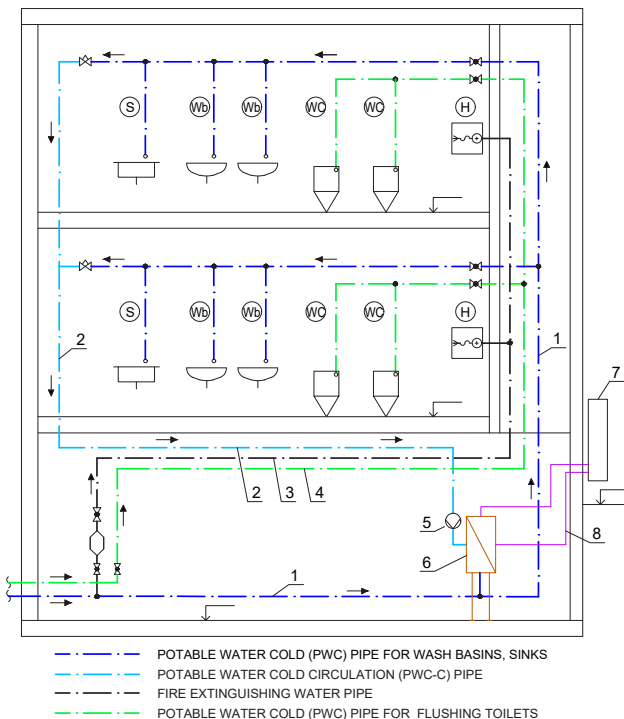 S Wb Wb WC WC H
S Wb Wb WC WC H
2 1 7
2 3 4
5
6 8
1
POTABLE WATER COLD (PWC) PIPE FOR WASH BASINS, SINKS
POTABLE WATER COLD CIRCULATION (PWC-C) PIPE
FIRE EXTINGUISHING WATER PIPE
POTABLE WATER COLD (PWC) PIPE FOR FLUSHING TOILETS